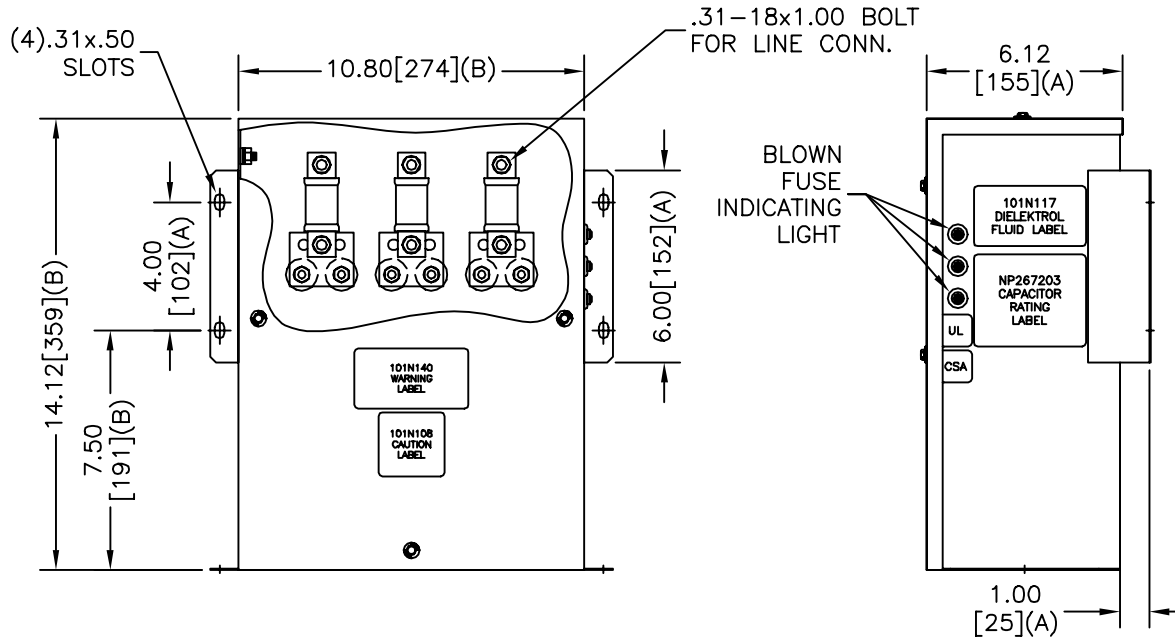 (4).31x.50
SLOTS
10.80[274](B)
.31-18x1.00 BOLT
FOR LINE CONN.
6.12
[155](A)
BLOWN
FUSE
INDICATING
LIGHT
101N117
DIELEKTROL
FLUID LABEL
NP267203
CAPACITOR
RATING
LABEL
UL
CSA
4.00
[102](A)
6.00[152](A)
14.12[359](B)
7.50
[191](B)
101N140
WARNING
LABEL
101N108
CAUTION
LABEL
1.00
[25](A)